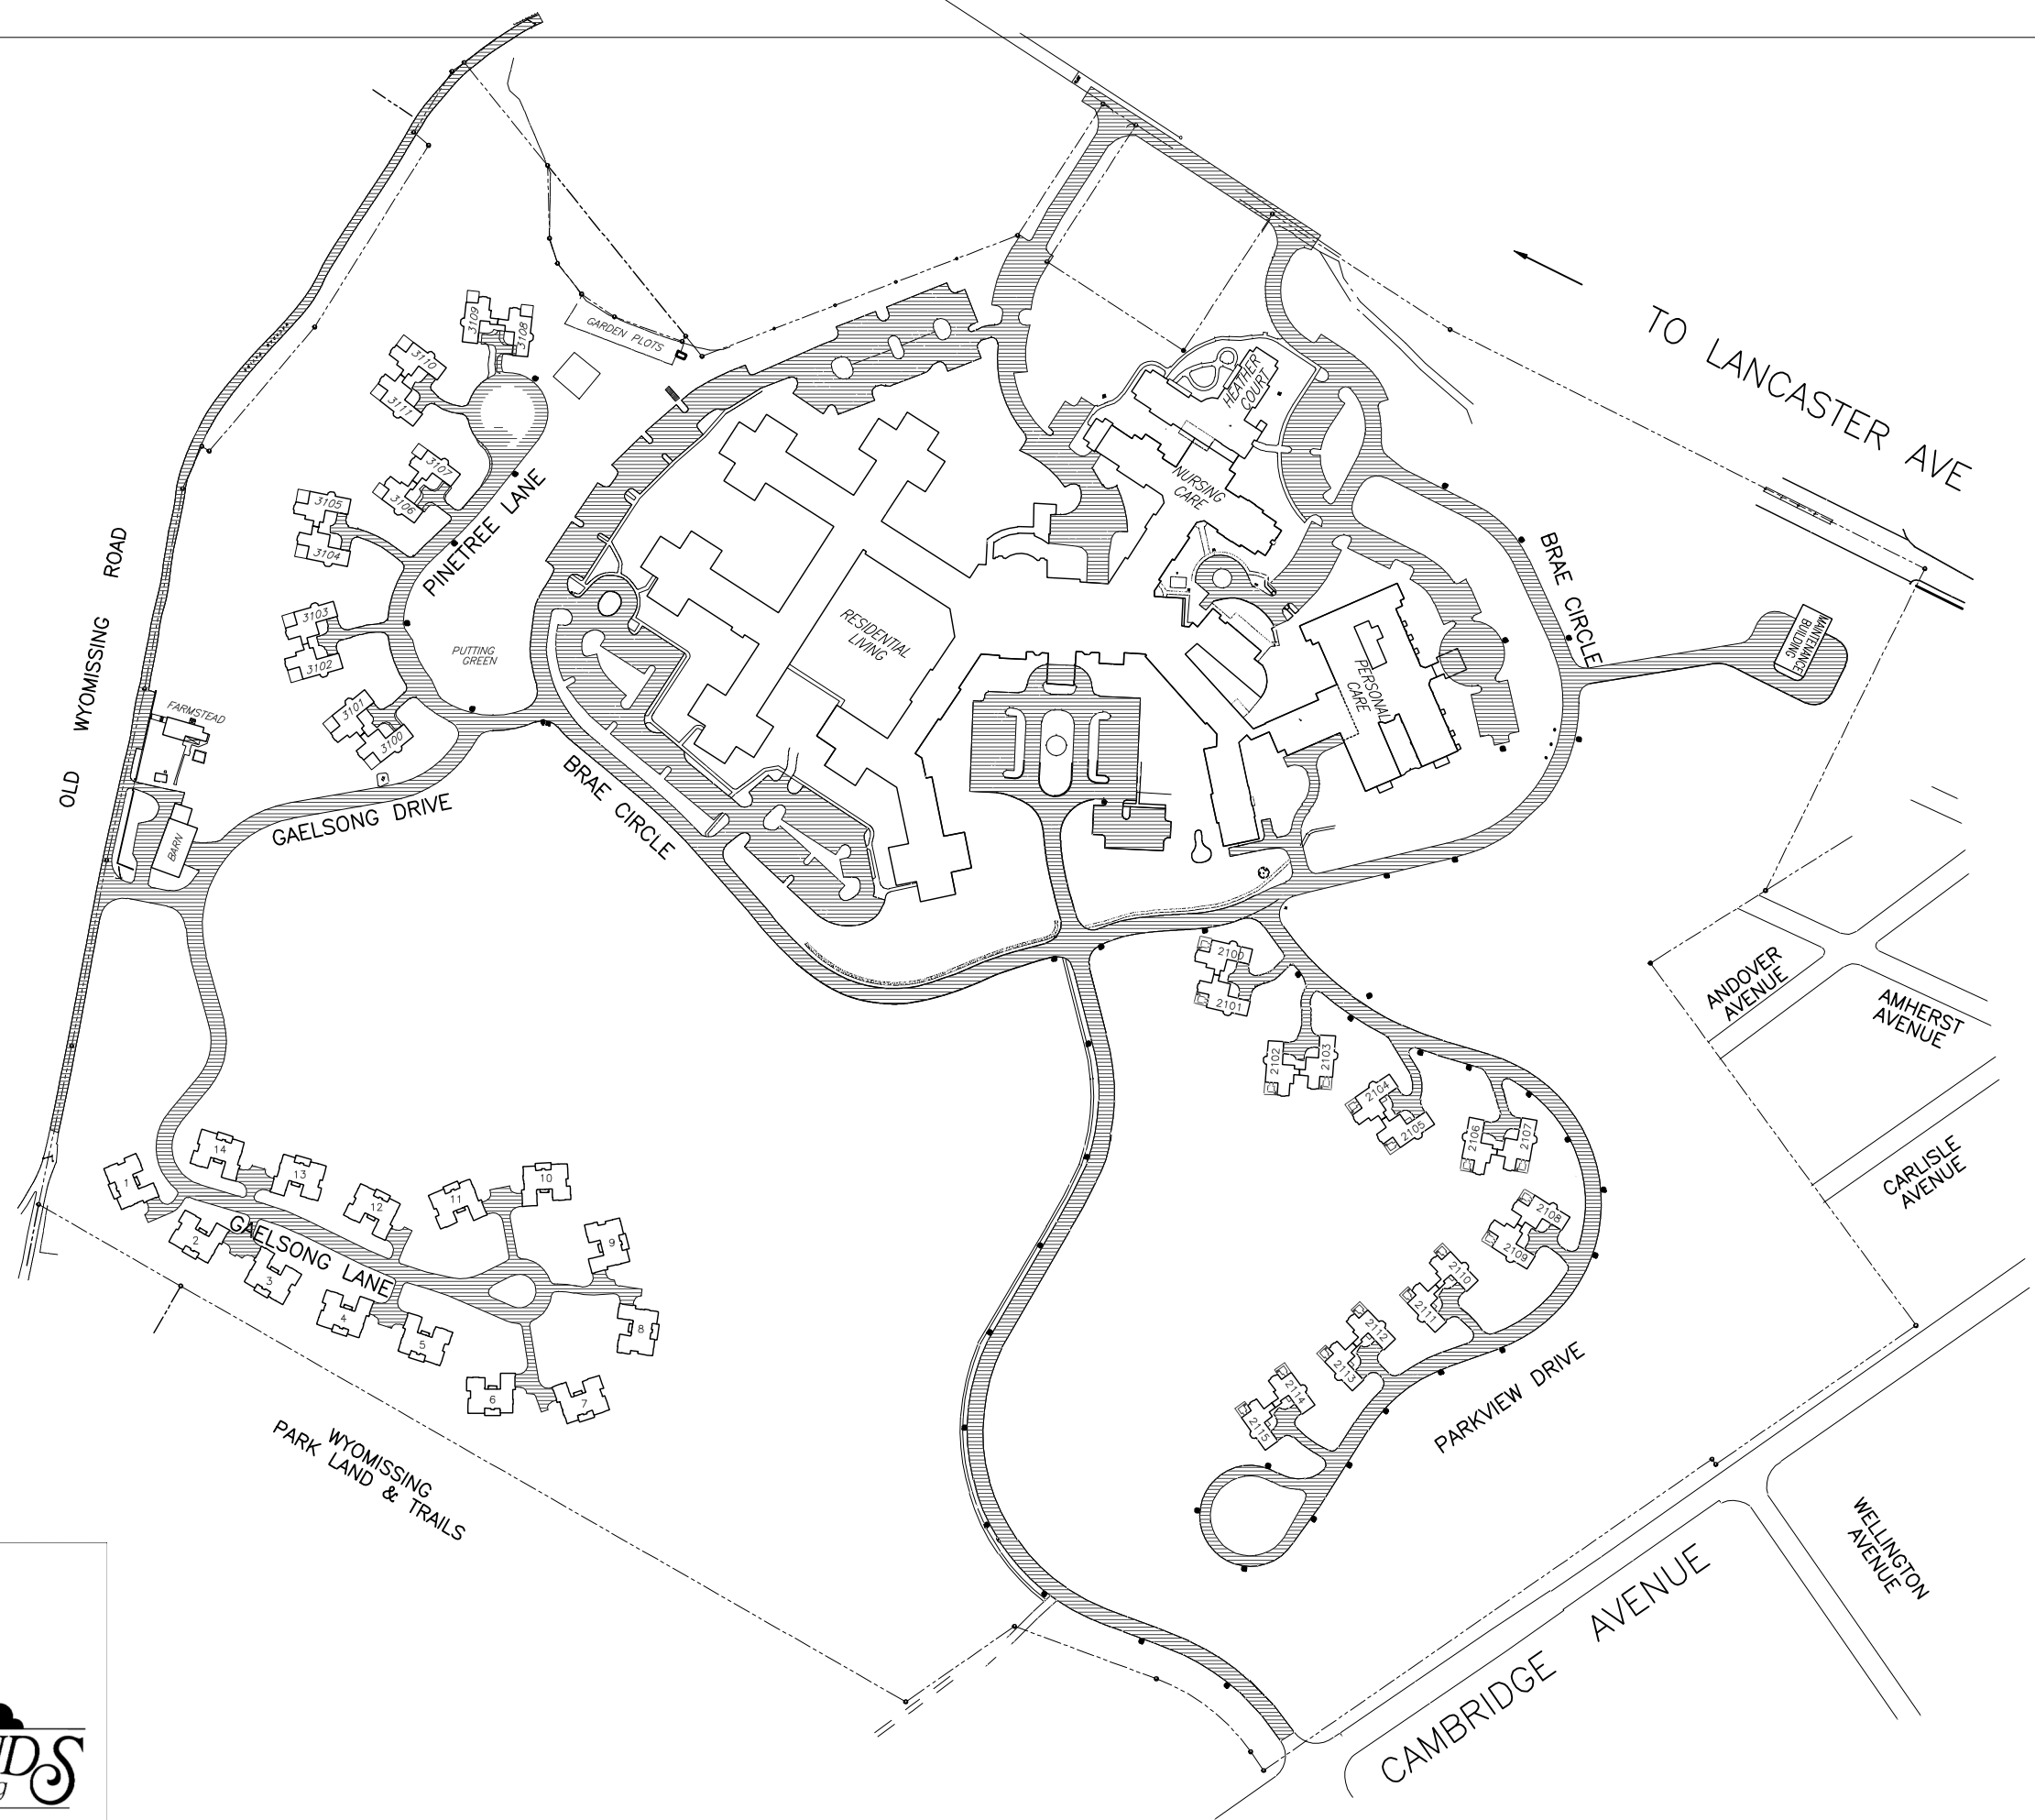 TO LANCASTER AVE
3109
3108
GARDEN PLOTS
3110
3111
HEATHER
COURT
3107
3106
NURSING
CARE
3105
3104
PINETREE LANE
BRAE CIRCLE
OLD WYOMISSING ROAD
3103
3102
PUTTING
GREEN
RESIDENTIAL
LIVING
MAINTENANCE
BUILDING
PERSONAL
CARE
FARMSTEAD
3101
3100
BARN
GAELSONG DRIVE
BRAE CIRCLE
2100
2101
2102
2103
2104
2105
2106
2107
2108
2109
2110
2111
2112
2113
2114
2115
PARKVIEW DRIVE
ANDOVER
AVENUE
AMHERST
AVENUE
CARLISLE
AVENUE
14
13
1
12
11
10
2
9
GAELSONG LANE
3
4
5
8
6
7
WYOMISSING
PARK LAND & TRAILS
WELLINGTON
AVENUE
CAMBRIDGE AVENUE
DS
g